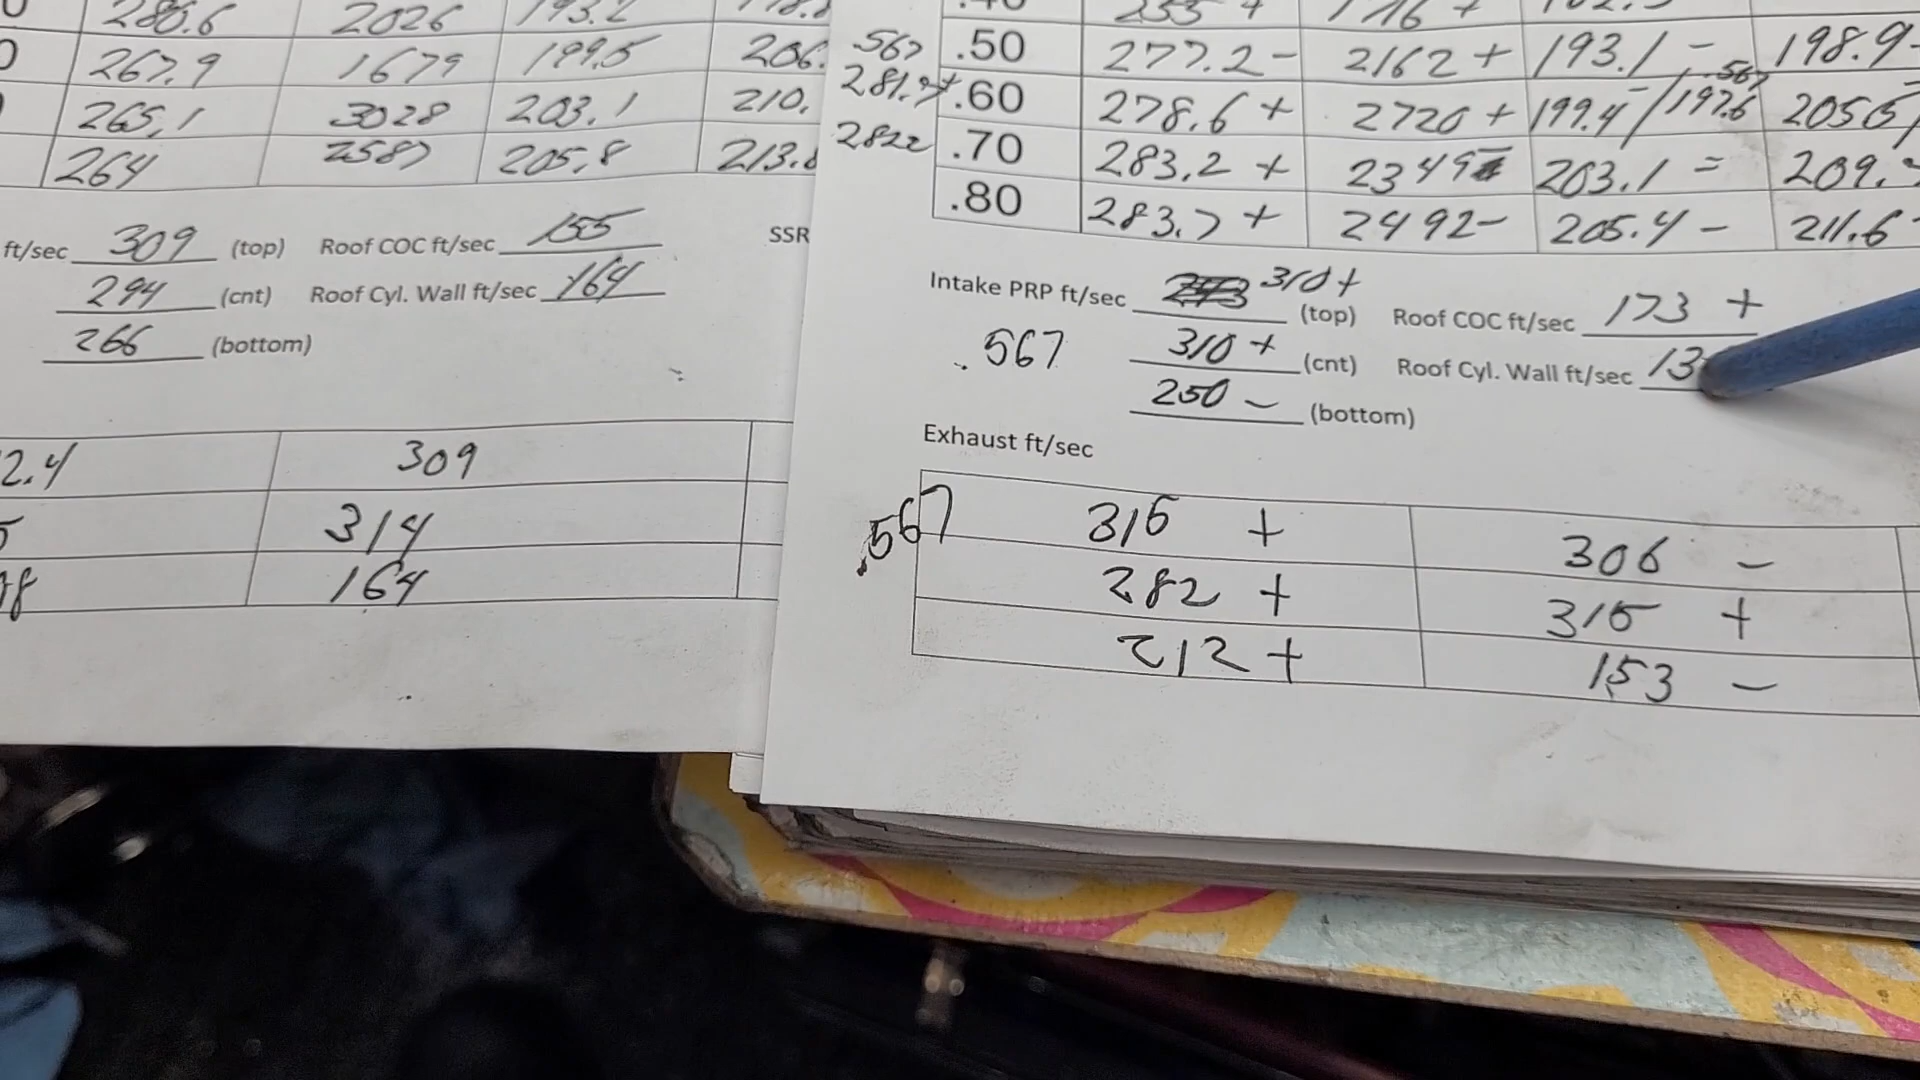 280.6 2026 193.2
267.9 1679 199.5 206.
265.1 3028 203.1 210.
264 2587 205.8 213.
ft/sec 309 (top) Roof COC ft/sec 155 SSR
294 (cnt) Roof Cyl. Wall ft/sec 164
266 (bottom)
2.4 309
314
164
567 .50 277.2 - 2162 + 193.1 - 198.9 -
.60 278.6 + 2720 + 199.4 - / 197.6 567
2822 .70 283.2 + 2349 203.1 = 209.
.80 283.7 + 2492 - 205.4 - 211.6
Intake PRP ft/sec 310 + (top) Roof COC ft/sec 173 +
.567 310 + (cnt) Roof Cyl. Wall ft/sec 13
250 - (bottom)
Exhaust ft/sec
.567 316 + 306 -
282 + 315 +
212 + 153 -